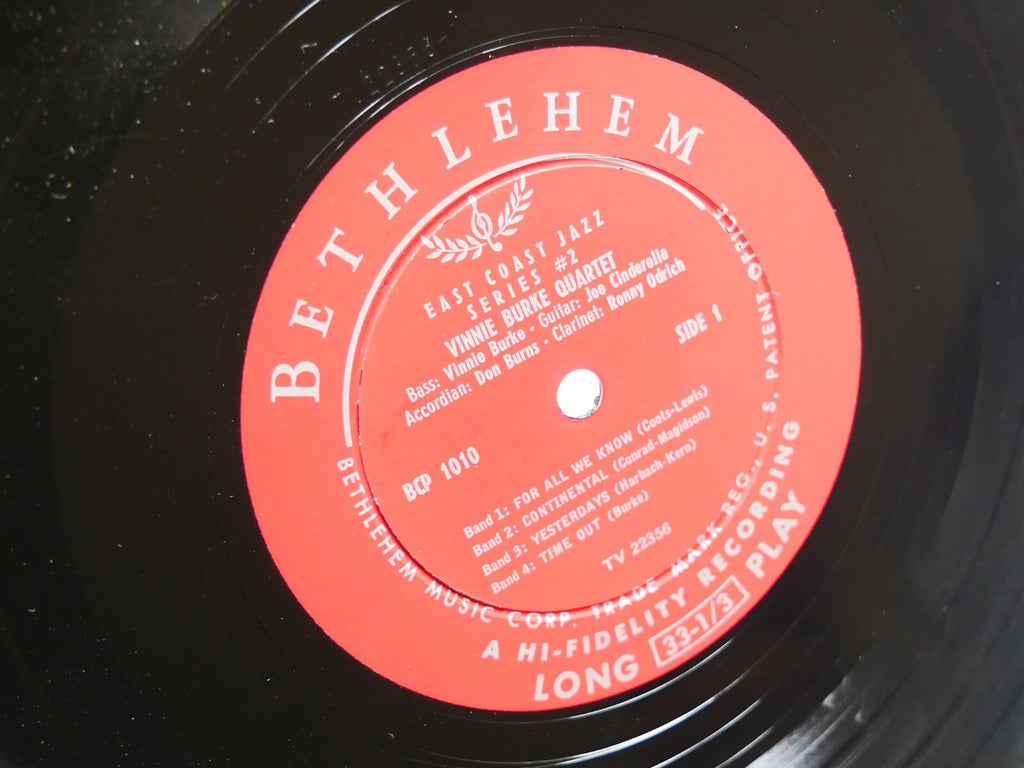 BETHLEHEM
EAST COAST JAZZ
SERIES #2
VINNIE BURKE QUARTET
Bass: Vinnie Burke - Guitar: Joe Cinderella
Accordian: Don Burns - Clarinet: Ronny Odrich
SIDE 1
BCP 1010
Band 1: FOR ALL WE KNOW (Coots-Lewis)
Band 2: CONTINENTAL (Conrad-Magidson)
Band 3: YESTERDAYS (Harbach-Kern)
Band 4: TIME OUT (Burke)
TV 22356
BETHLEHEM MUSIC CORP. TRADE MARK REG., U. S. PATENT OFFICE
A HI-FIDELITY RECORDING
LONG 33-1/3 PLAY